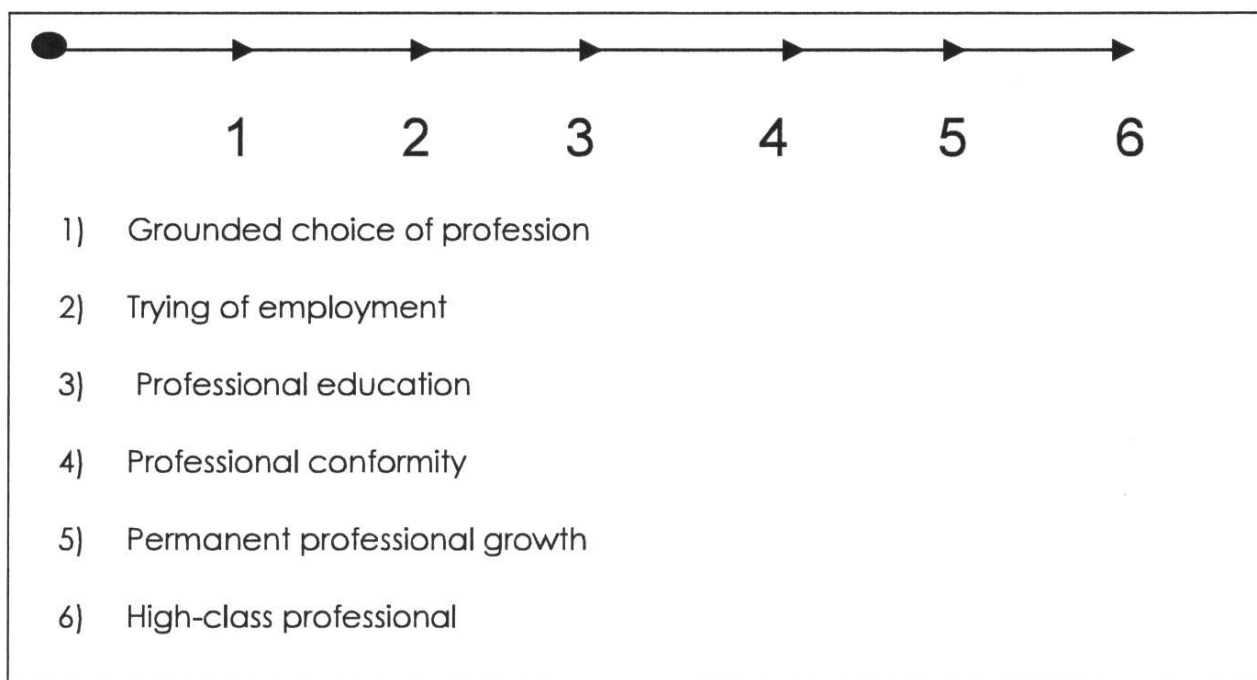 1 2 3 4 5 6
1) Grounded choice of profession
2) Trying of employment
3) Professional education
4) Professional conformity
5) Permanent professional growth
6) High-class professional